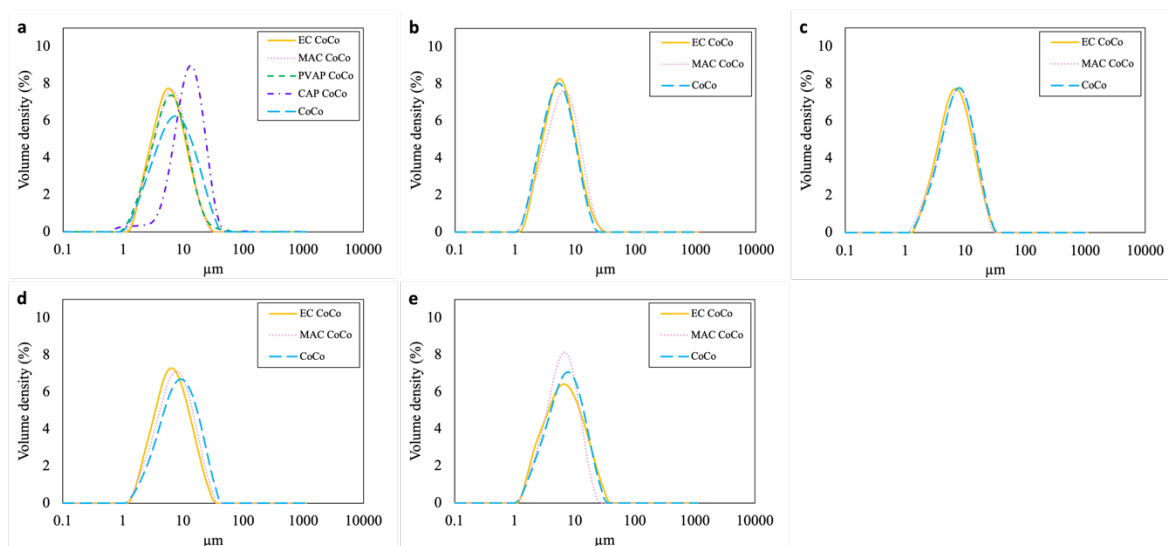 a
Volume density (%)
10
8
6
4
2
0
0.1 1 10 100 1000 10000
µm
EC CoCo
MAC CoCo
PVAP CoCo
CAP CoCo
CoCo
b
Volume density (%)
10
8
6
4
2
0
0.1 1 10 100 1000 10000
µm
EC CoCo
MAC CoCo
CoCo
c
Volume density (%)
10
8
6
4
2
0
0.1 1 10 100 1000 10000
µm
EC CoCo
MAC CoCo
CoCo
d
Volume density (%)
10
8
6
4
2
0
0.1 1 10 100 1000 10000
µm
EC CoCo
MAC CoCo
CoCo
e
Volume density (%)
10
8
6
4
2
0
0.1 1 10 100 1000 10000
µm
EC CoCo
MAC CoCo
CoCo